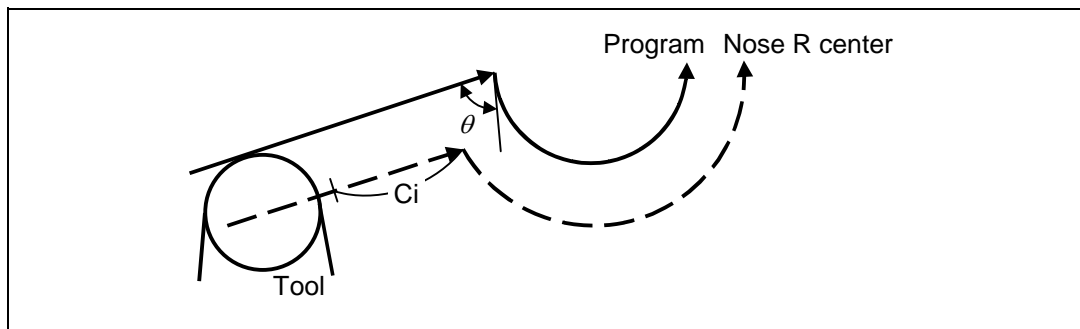 Program Nose R center
θ
Ci
Tool